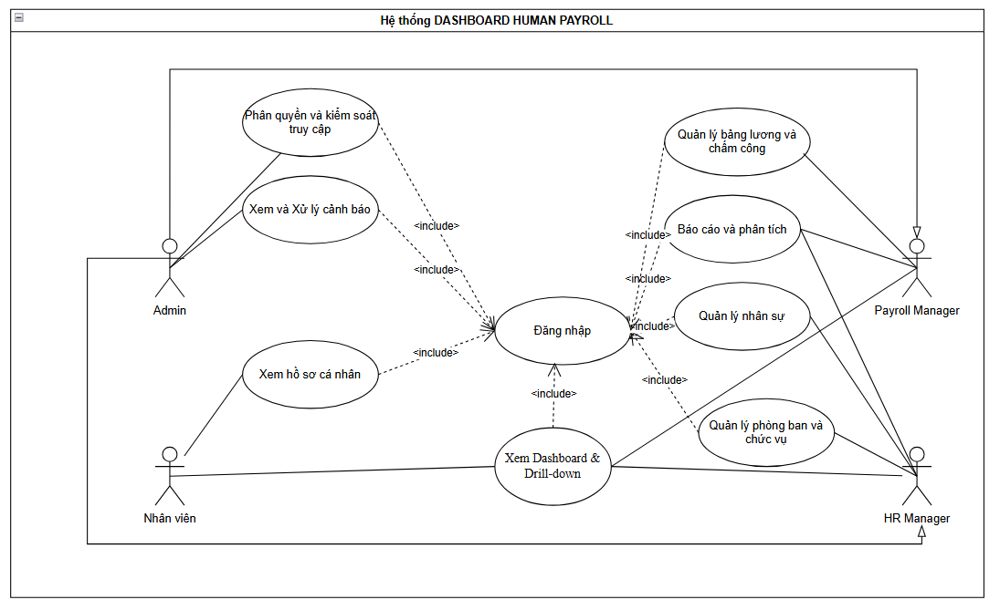 Hệ thống DASHBOARD HUMAN PAYROLL
Phân quyền và kiểm soát
truy cập
Quản lý bảng lương và
chấm công
Xem và Xử lý cảnh báo
<include>
Báo cáo và phân tích
<include>
<include>
<include>
Admin
Payroll Manager
Quản lý nhân sự
<include>
Đăng nhập
<include>
Xem hồ sơ cá nhân
<include>
<include>
Quản lý phòng ban và
chức vụ
Xem Dashboard &
Drill-down
Nhân viên
HR Manager